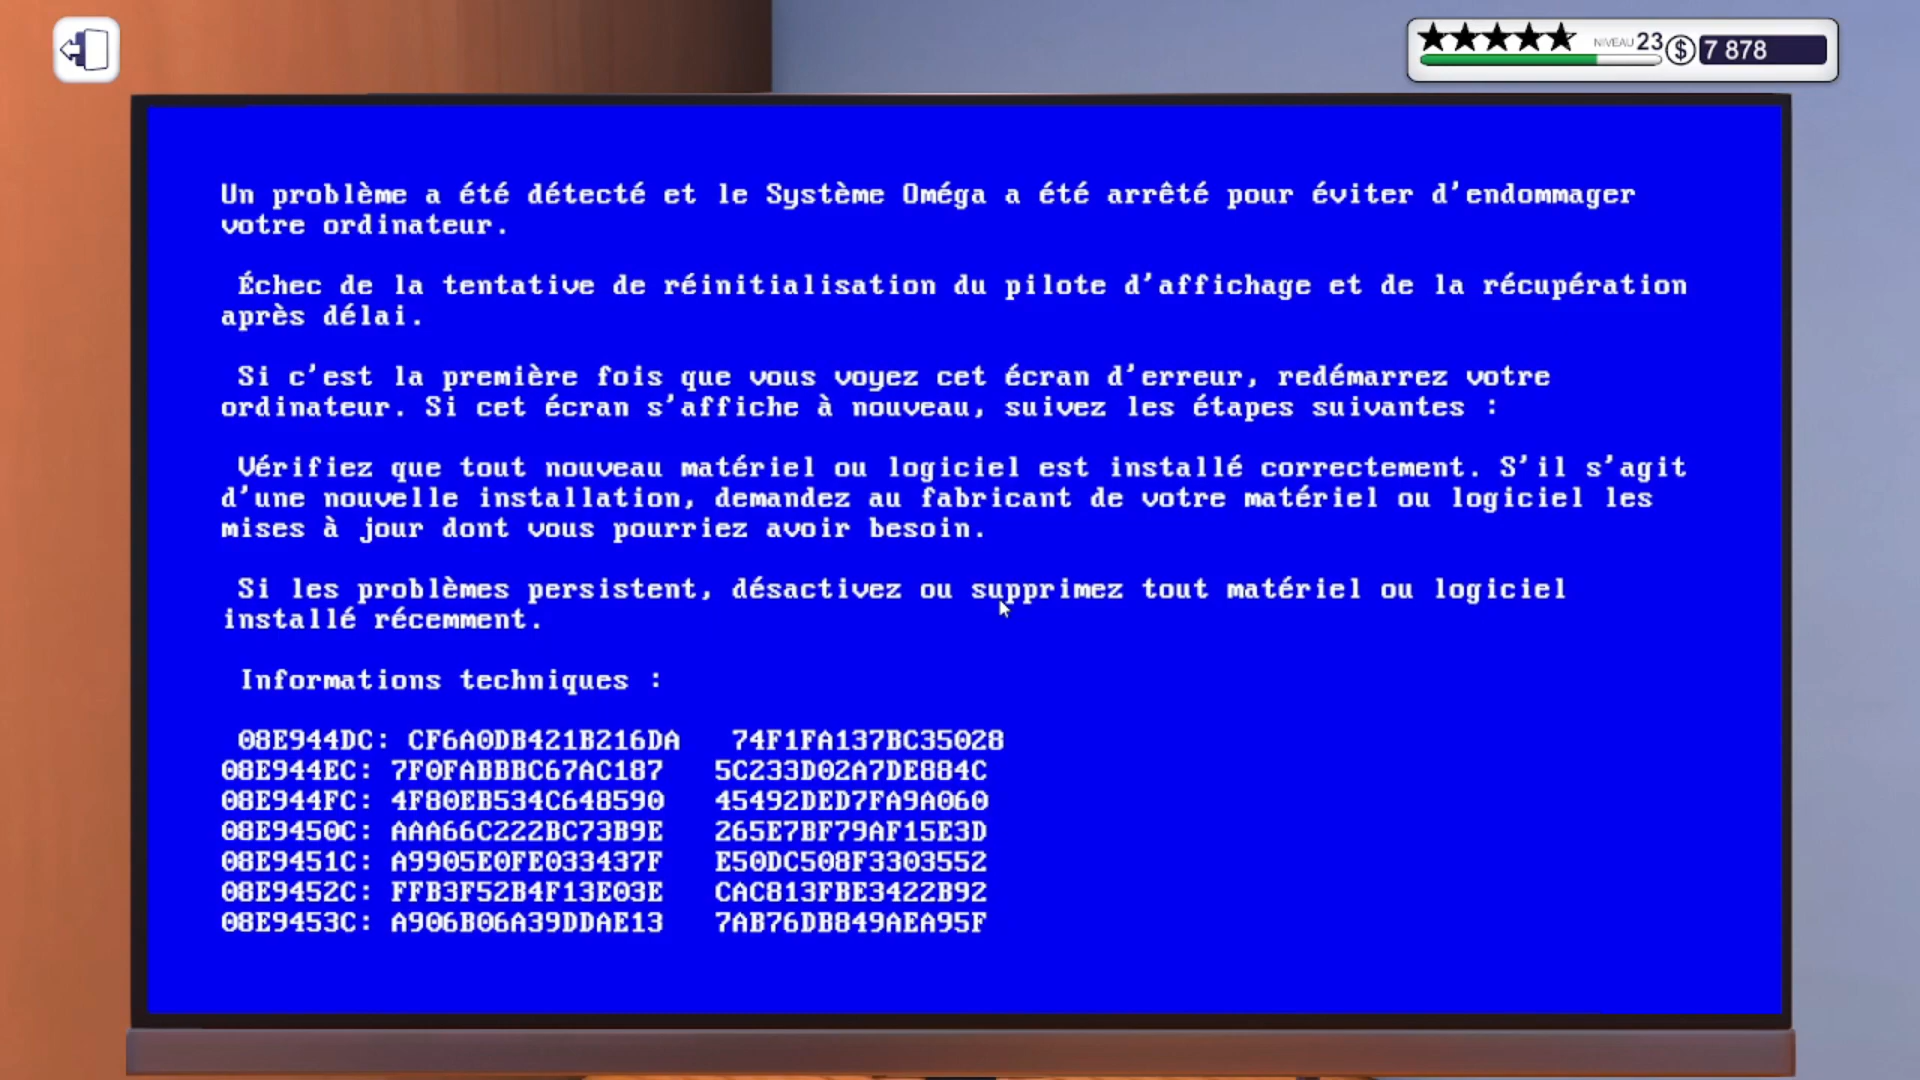 NIVEAU 23 $ 7 878
Un problème a été détecté et le Système Oméga a été arrêté pour éviter d'endommager
votre ordinateur.
Échec de la tentative de réinitialisation du pilote d'affichage et de la récupération
après délai.
Si c'est la première fois que vous voyez cet écran d'erreur, redémarrez votre
ordinateur. Si cet écran s'affiche à nouveau, suivez les étapes suivantes :
Vérifiez que tout nouveau matériel ou logiciel est installé correctement. S'il s'agit
d'une nouvelle installation, demandez au fabricant de votre matériel ou logiciel les
mises à jour dont vous pourriez avoir besoin.
Si les problèmes persistent, désactivez ou supprimez tout matériel ou logiciel
installé récemment.
Informations techniques :
08E944DC: CF6A0DB421B216DA 74F1FA137BC35028
08E944EC: 7F0FABBBC67AC187 5C233D02A7DE884C
08E944FC: 4F80EB534C648590 45492DED7FA9A060
08E9450C: AAA66C222BC73B9E 265E7BF79AF15E3D
08E9451C: A9905E0FE033437F E50DC508F3303552
08E9452C: FFB3F52B4F13E03E CAC813FBE3422B92
08E9453C: A906B06A39DDAE13 7AB76DB849AEA95F